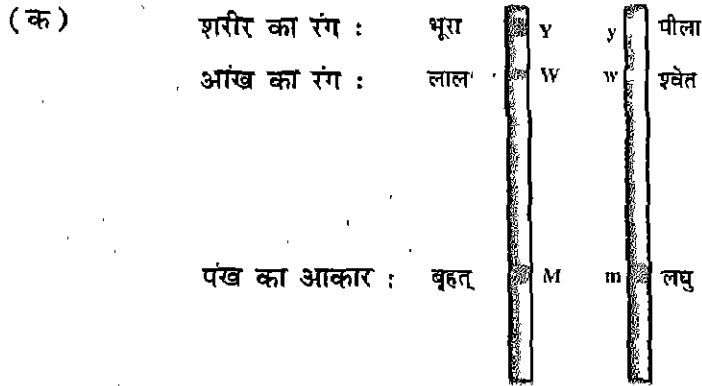 (क) शरीर का रंग : भूरा Y y पीला
आंख का रंग : लाल W w श्वेत
पंख का आकार : बृहत् M m लघु